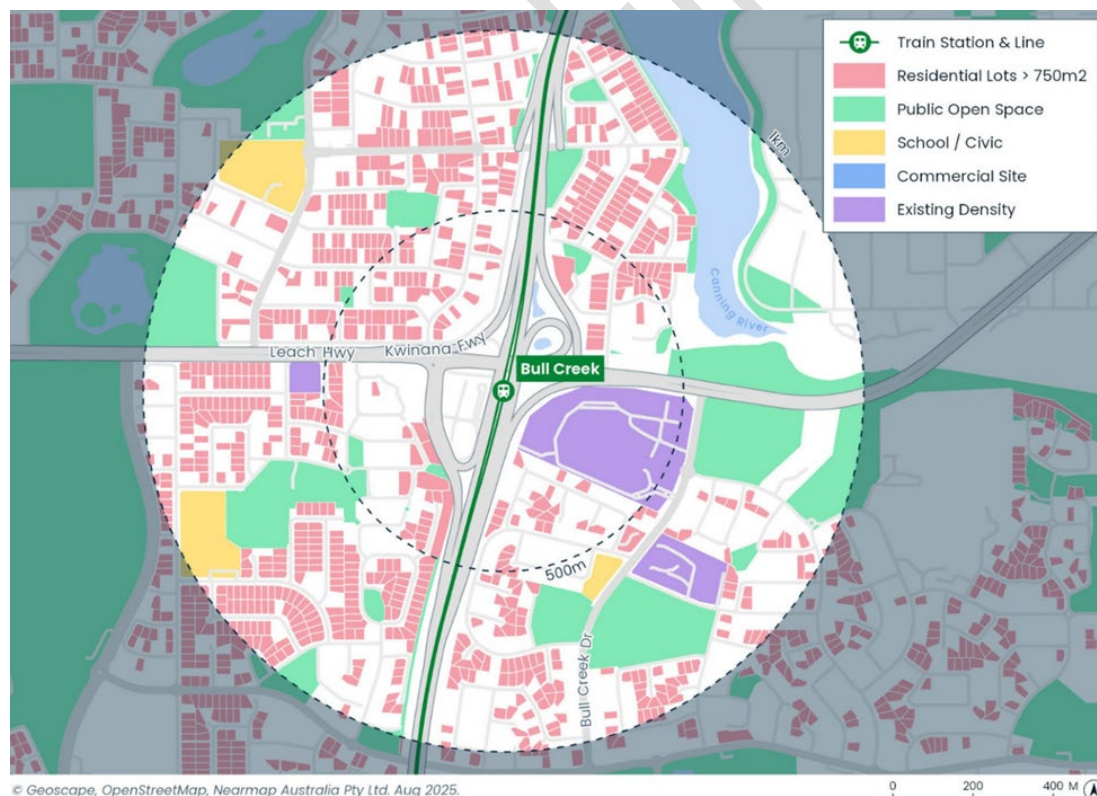 Train Station & Line
Residential Lots > 750m2
Public Open Space
School / Civic
Commercial Site
Existing Density
1km
Canning River
Leach Hwy
Kwinana Fwy
Bull Creek
500m
Bull Creek Dr
© Geoscape, OpenStreetMap, Nearmap Australia Pty Ltd. Aug 2025.
0 200 400 M